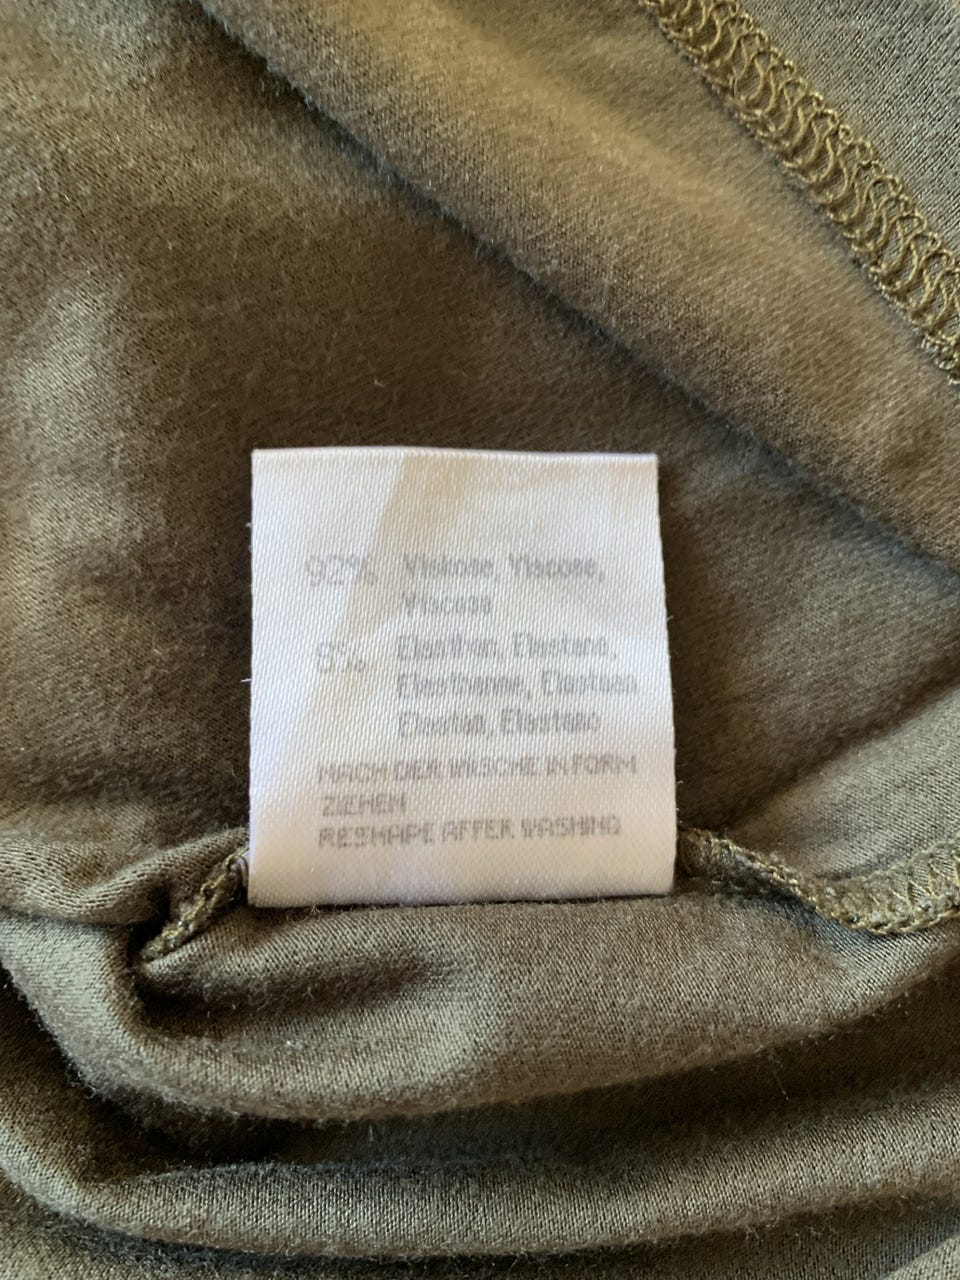 92% Viskose, Viscose,
Viscosa
8% Elasthan, Elastane,
Elasthanne, Elastaan
Elastan, Elastano
NACH DER WÄSCHE IN FORM
ZIEHEN
RESHAPE AFTER WASHING